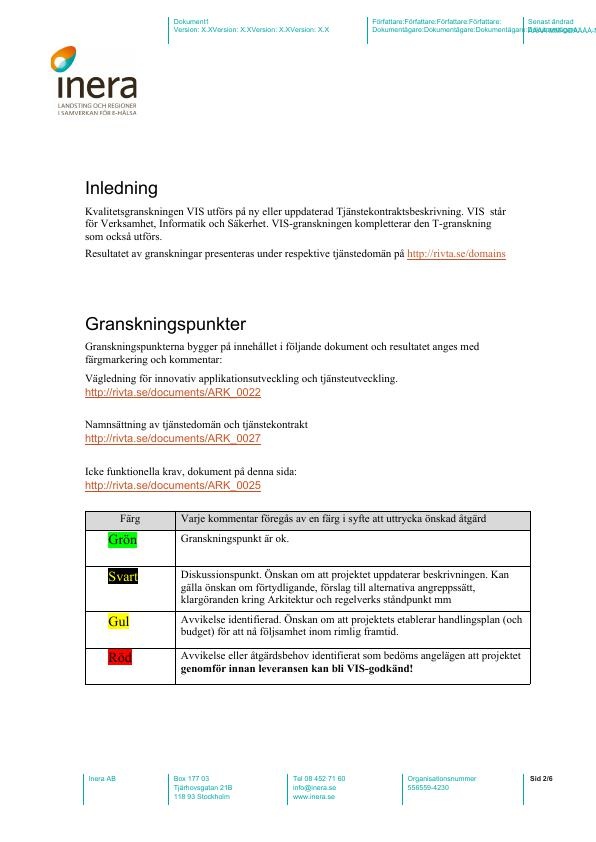 Dokument1
Version: X.XVersion: X.XVersion: X.XVersion: X.X
Författare:Författare:Författare:Författare:
Dokumentägare:Dokumentägare:Dokumentägare:
Senast ändrad
inera
LANDSTING OCH REGIONER
I SAMVERKAN FÖR E-HÄLSA
Inledning
Kvalitetsgranskningen VIS utförs på ny eller uppdaterad Tjänstekontraktsbeskrivning. VIS  står
för Verksamhet, Informatik och Säkerhet. VIS-granskningen kompletterar den T-granskning
som också utförs.
Resultatet av granskningar presenteras under respektive tjänstedomän på http://rivta.se/domains
Granskningspunkter
Granskningspunkterna bygger på innehållet i följande dokument och resultatet anges med
färgmarkering och kommentar:
Vägledning för innovativ applikationsutveckling och tjänsteutveckling.
http://rivta.se/documents/ARK_0022
Namnsättning av tjänstedomän och tjänstekontrakt
http://rivta.se/documents/ARK_0027
Icke funktionella krav, dokument på denna sida:
http://rivta.se/documents/ARK_0025
Färg
Varje kommentar föregås av en färg i syfte att uttrycka önskad åtgärd
Grön
Granskningspunkt är ok.
Svart
Diskussionspunkt. Önskan om att projektet uppdaterar beskrivningen. Kan
gälla önskan om förtydligande, förslag till alternativa angreppssätt,
klargöranden kring Arkitektur och regelverks ståndpunkt mm
Gul
Avvikelse identifierad. Önskan om att projektets etablerar handlingsplan (och
budget) för att nå följsamhet inom rimlig framtid.
Röd
Avvikelse eller åtgärdsbehov identifierat som bedöms angelägen att projektet
genomför innan leveransen kan bli VIS-godkänd!
Inera AB
Box 177 03
Tjärhovsgatan 21B
118 93 Stockholm
Tel 08 452 71 60
info@inera.se
www.inera.se
Organisationsnummer
556559-4230
Sid 2/6